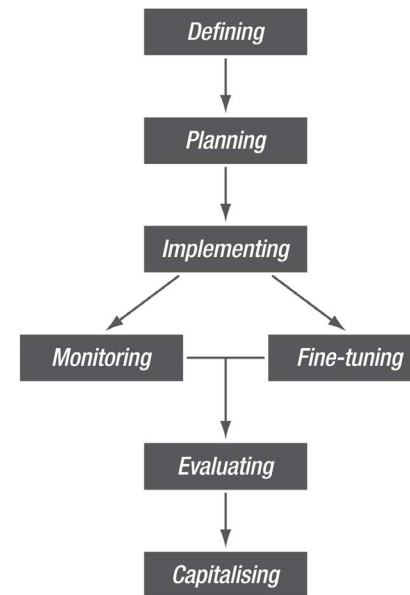 Defining
Planning
Implementing
Monitoring
Fine-tuning
Evaluating
Capitalising